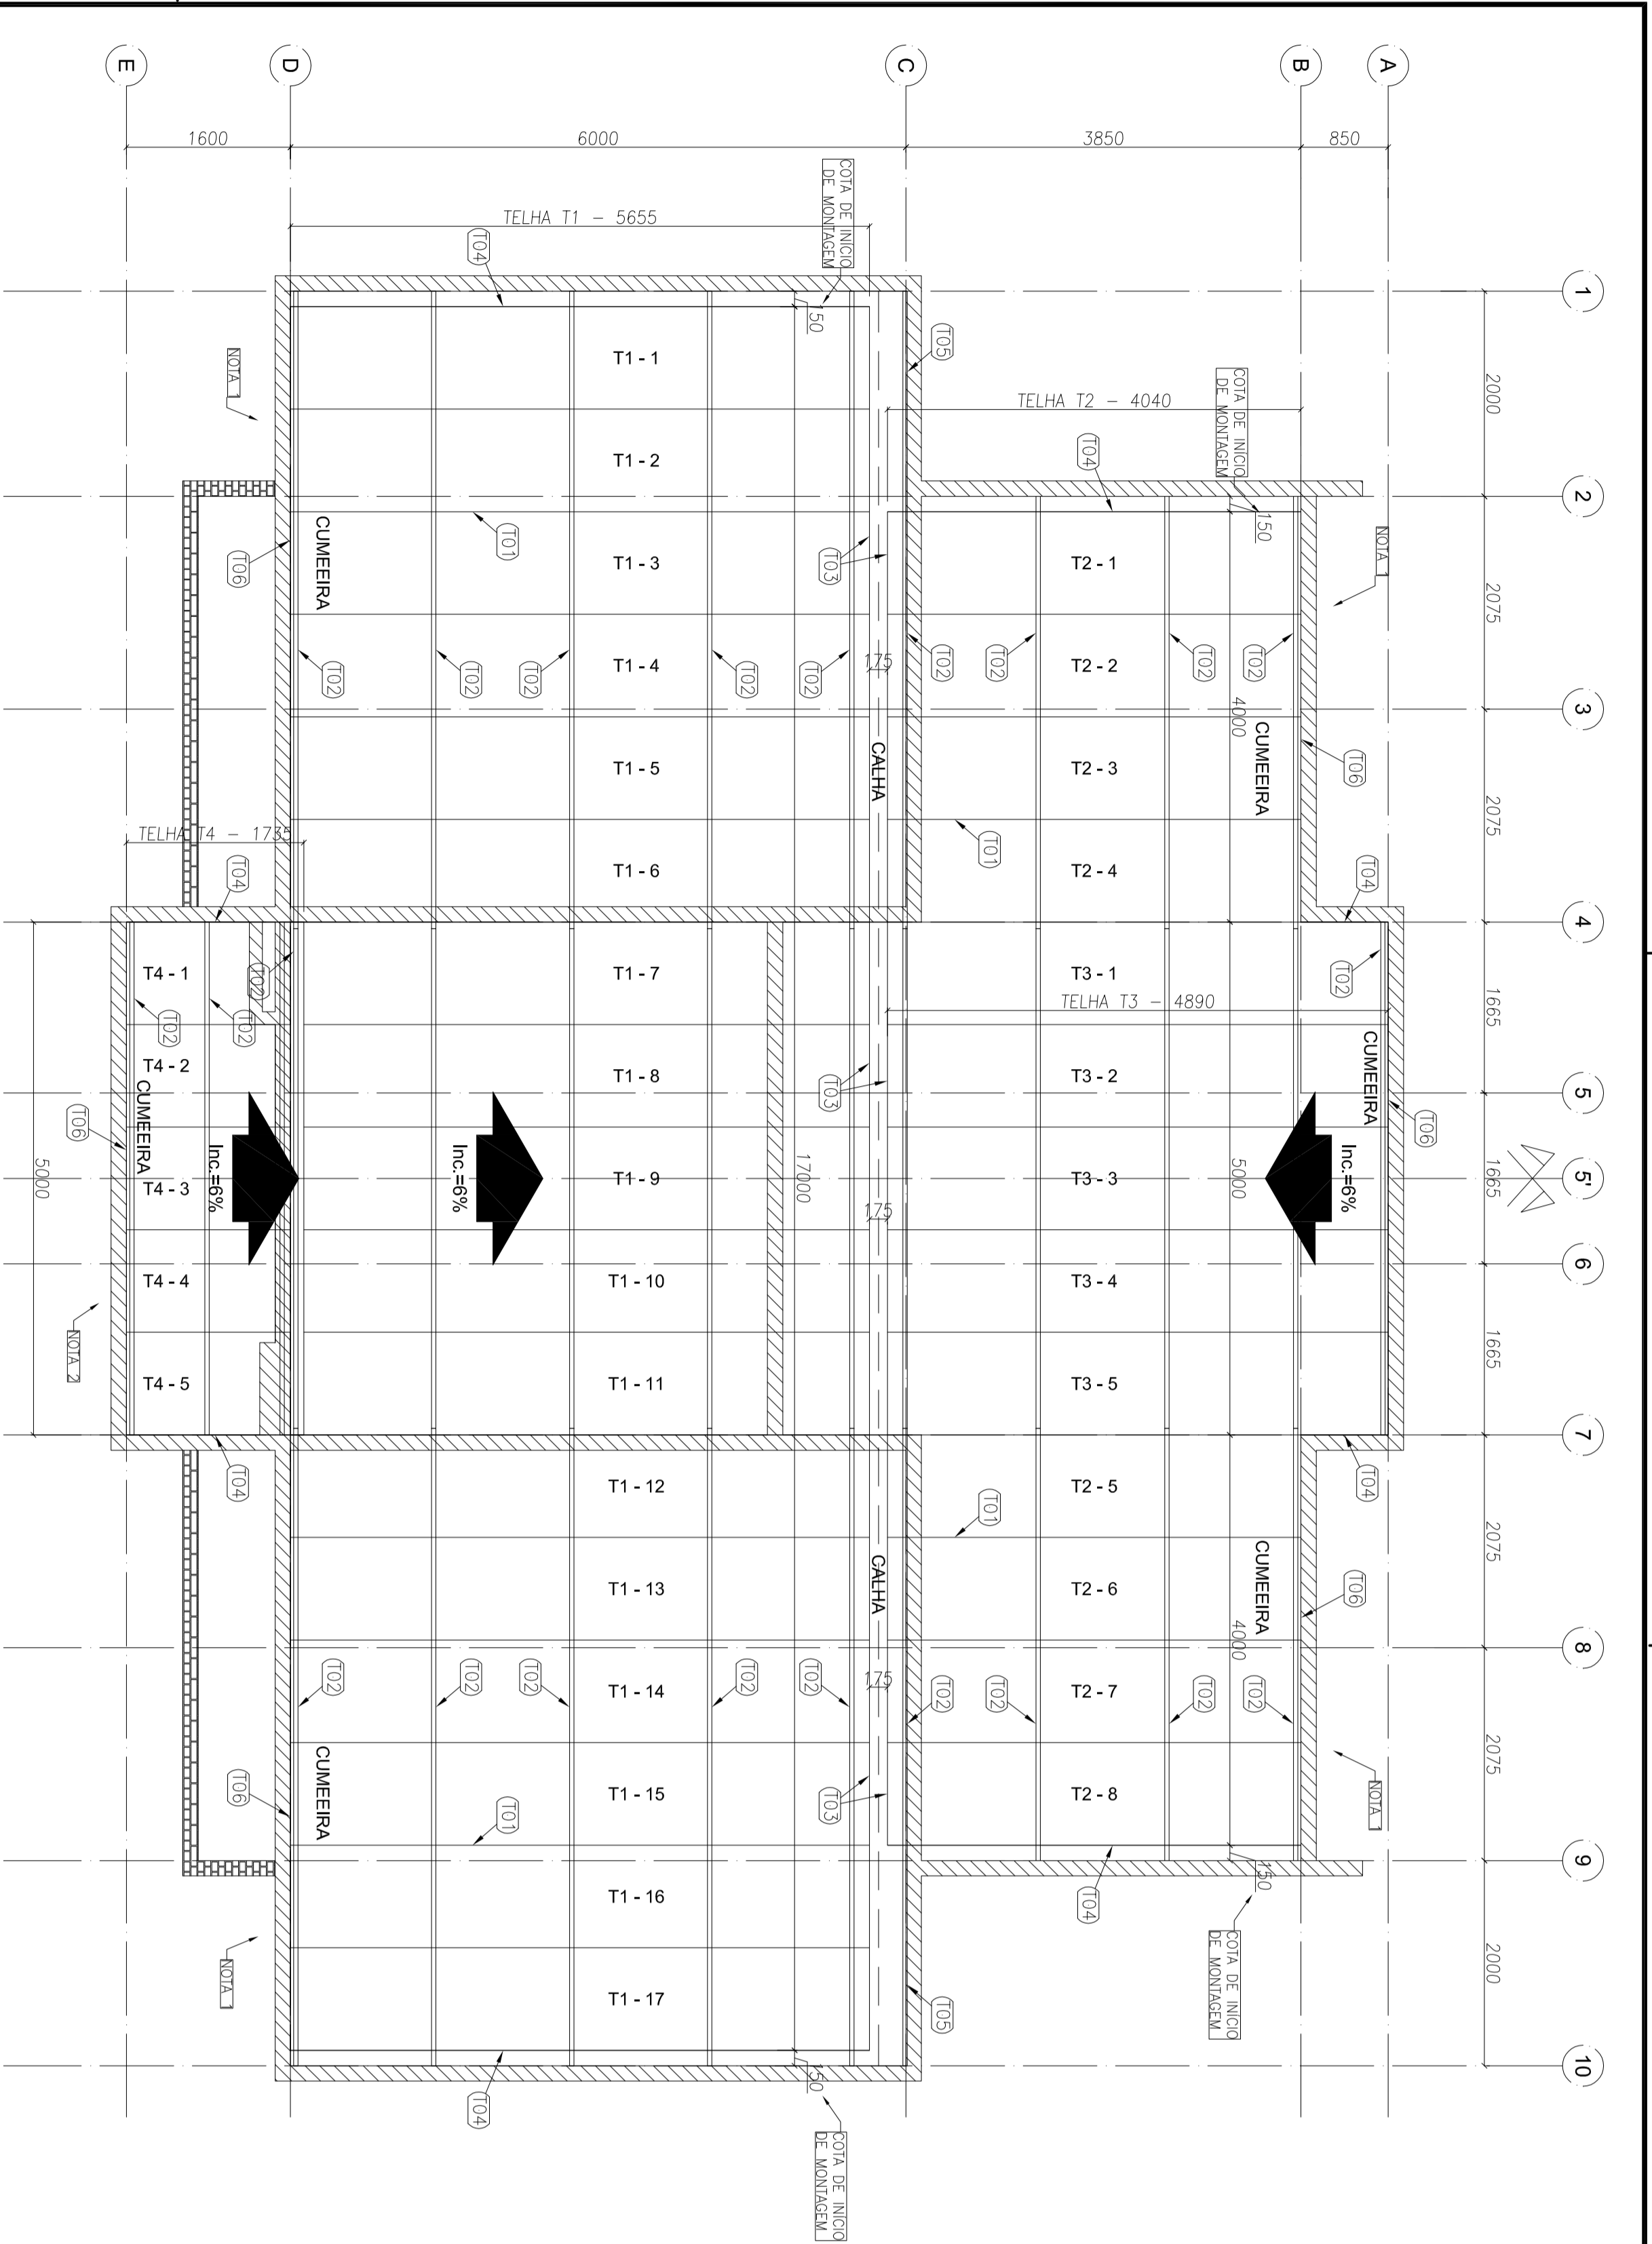 E
D
C
B
A
1600
6000
3850
850
COTA DE INÍCIO
DE MONTAGEM
TELHA T1 - 5655
T04
1
150
T05
T1 - 1
NOTA 1
2000
COTA DE INÍCIO
DE MONTAGEM
TELHA T2 - 4040
T04
T1 - 2
2
150
CUMEEIRA
T01
T06
T1 - 3
T03
T2 - 1
NOTA 1
2075
T02
T02
T02
T1 - 4
T02
T02
175
T02
T02
T2 - 2
T02
T02
3
4000
CUMEEIRA
T06
T1 - 5
CALHA
T2 - 3
2075
TELHA T4 - 1735
T01
T04
T1 - 6
T2 - 4
T04
4
T4 - 1
T02
T1 - 7
T3 - 1
T02
TELHA T3 - 4890
1665
T02
T02
T4 - 2
CUMEEIRA
T1 - 8
T03
T3 - 2
CUMEEIRA
5
T06
T06
5000
T4 - 3
Inc.=6%
Inc.=6%
T1 - 9
17000
175
T3 - 3
5000
Inc.=6%
1665
5'
T4 - 4
T1 - 10
T3 - 4
6
NOTA 2
1665
T4 - 5
T1 - 11
T3 - 5
7
T04
T1 - 12
T01
T2 - 5
T04
2075
T1 - 13
CALHA
T2 - 6
CUMEEIRA
T06
4000
8
T02
T02
T02
T1 - 14
T02
T02
175
T02
T02
T2 - 7
T02
T02
2075
CUMEEIRA
T06
T01
T1 - 15
T03
T2 - 8
NOTA 1
150
9
T04
T1 - 16
COTA DE INÍCIO
DE MONTAGEM
NOTA 1
2000
T1 - 17
T05
150
10
T04
COTA DE INÍCIO
DE MONTAGEM